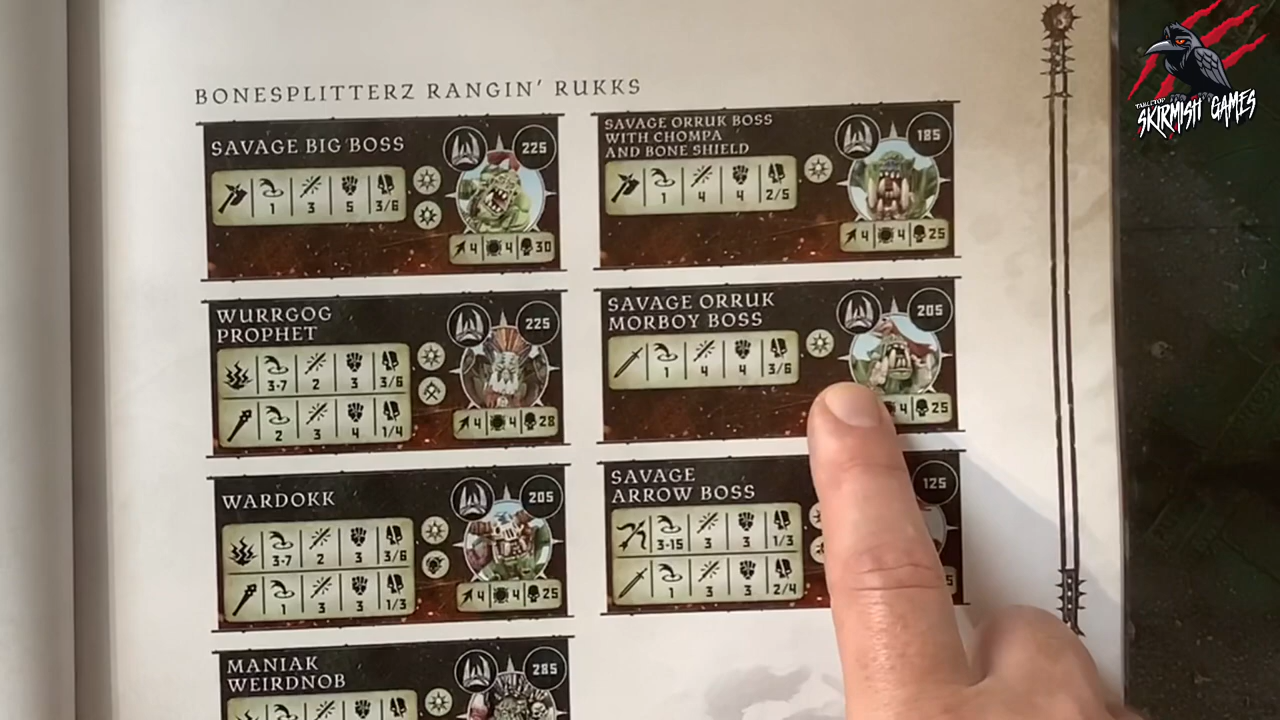 BONESPLITTERZ RANGIN' RUKKS
SAVAGE BIG BOSS
225
1 3 5 3/6
4 4 30
SAVAGE ORRUK BOSS
WITH CHOMPA
AND BONE SHIELD
185
1 4 4 2/5
4 4 25
WURRGOG
PROPHET
225
3-7 2 3 3/6
2 3 4 1/4
4 4 28
SAVAGE ORRUK
MORBOY BOSS
205
1 4 4 3/6
4 25
WARDOKK
205
3-7 2 3 3/6
1 3 3 1/3
4 4 25
SAVAGE
ARROW BOSS
125
3-15 3 3 1/3
1 3 3 2/4
5
MANIAK
WEIRDNOB
285
TABLETOP
SKIRMISH GAMES